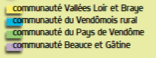 communauté Vallées Loir et Braye
communauté du Vendômois rural
communauté du Pays de Vendôme
communauté Beauce et Gâtine